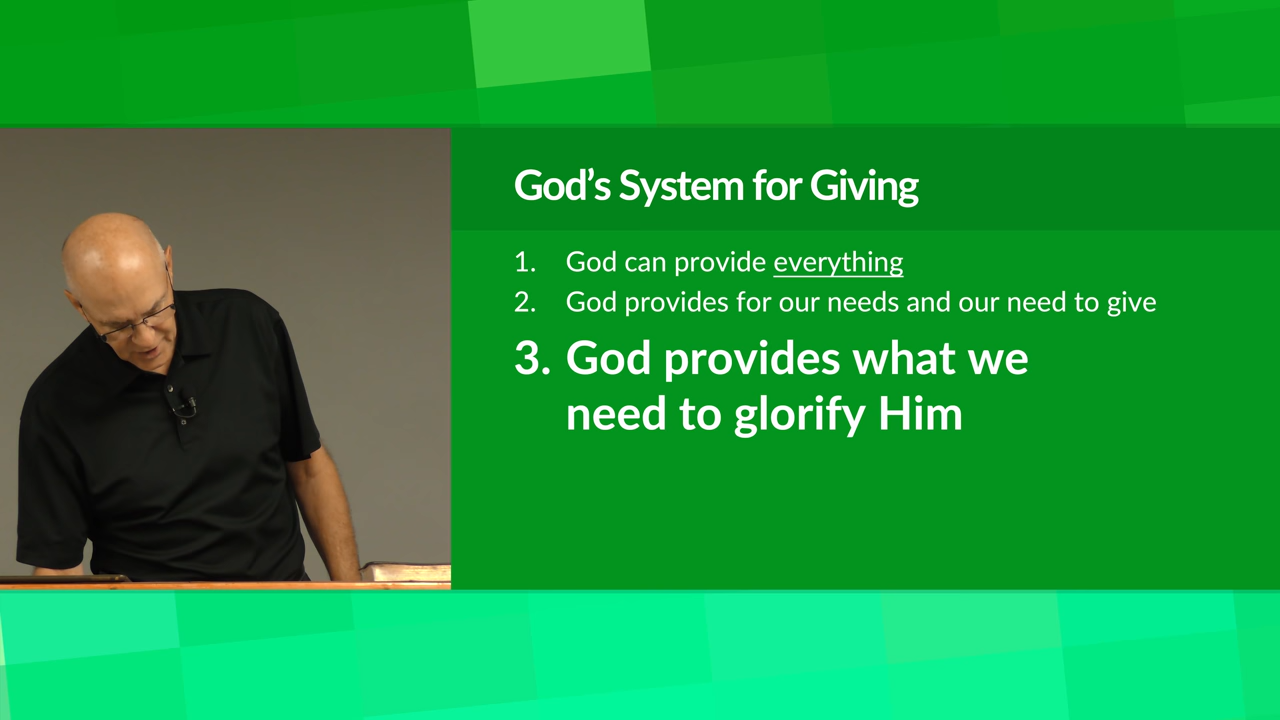 God’s System for Giving
1. God can provide everything
2. God provides for our needs and our need to give
3. God provides what we
need to glorify Him